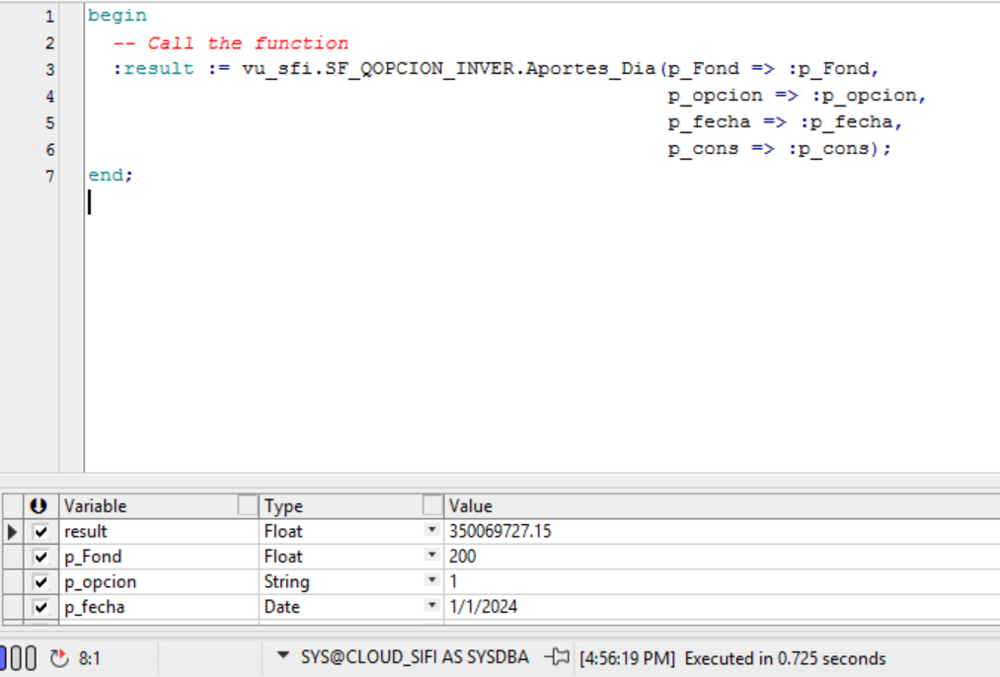 1 begin
2 -- Call the function
3 :result := vu_sfi.SF_QOPCION_INVER.Aportes_Dia(p_Fond => :p_Fond,
4 p_opcion => :p_opcion,
5 p_fecha => :p_fecha,
6 p_cons => :p_cons);
7 end;
Variable Type Value
result Float 350069727.15
p_Fond Float 200
p_opcion String 1
p_fecha Date 1/1/2024
8:1 SYS@CLOUD_SIFI AS SYSDBA [4:56:19 PM] Executed in 0.725 seconds